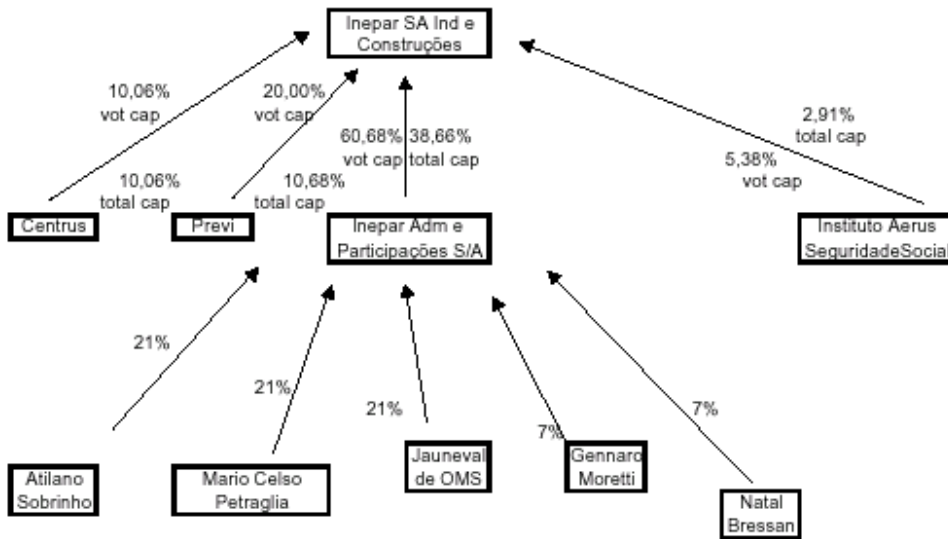 Inepar SA Ind e
Construções
10,06%
vot cap
20,00%
vot cap
60,68%
vot cap
38,66%
total cap
2,91%
total cap
5,38%
vot cap
10,06%
total cap
10,68%
total cap
Centrus
Previ
Inepar Adm e
Participações S/A
Instituto Aerus
SeguridadeSocial
21%
21%
21%
7%
7%
Atilano
Sobrinho
Mario Celso
Petraglia
Jauneval
de OMS
Gennaro
Moretti
Natal
Bressan